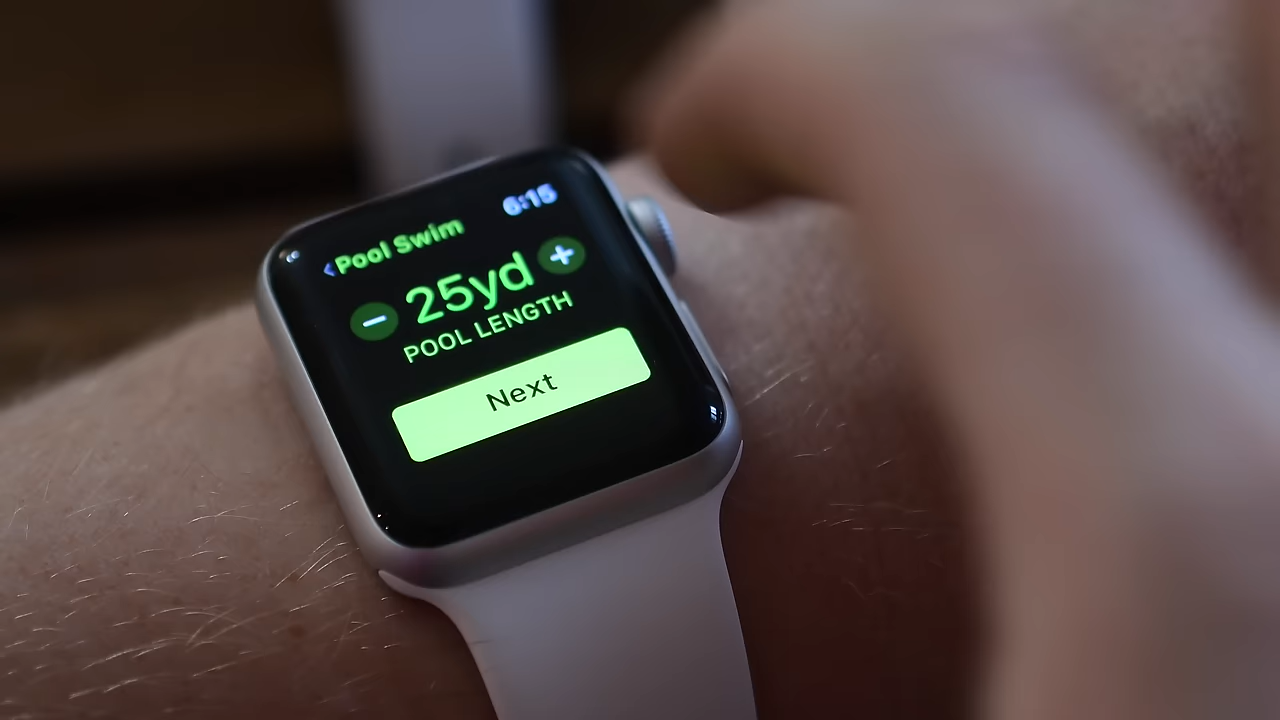 6:15
‹Pool Swim
− 25yd +
POOL LENGTH
Next